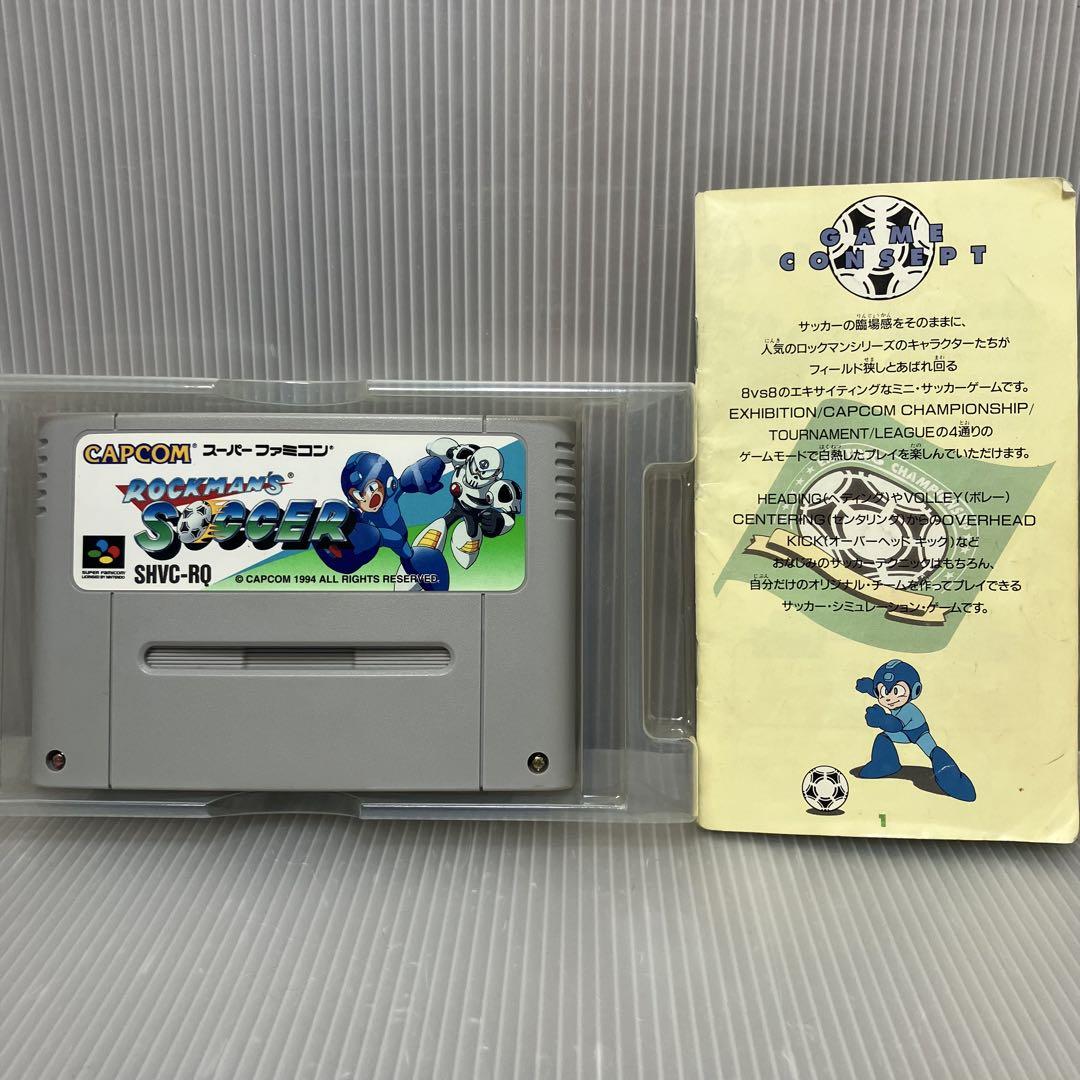 CAPCOM® スーパーファミコン®
ROCKMAN'S®
SOCCER
SUPER FAMICOM
LICENSED BY NINTENDO
SHVC-RQ
© CAPCOM 1994 ALL RIGHTS RESERVED.
GAME
CONSEPT
サッカーの臨場感をそのままに、
人気のロックマンシリーズのキャラクターたちが
フィールド狭しとあばれ回る
8vs8のエキサイティングなミニ・サッカーゲームです。
EXHIBITION/CAPCOM CHAMPIONSHIP/
TOURNAMENT/LEAGUEの4通りの
ゲームモードで白熱したプレイを楽しんでいただけます。
HEADING(ヘディング)やVOLLEY(ボレー)
CENTERING(センタリング)からのOVERHEAD
KICK(オーバーヘッド キック)など
おなじみのサッカーテクニックはもちろん、
自分だけのオリジナル・チームを作ってプレイできる
サッカー・シミュレーション・ゲームです。
1